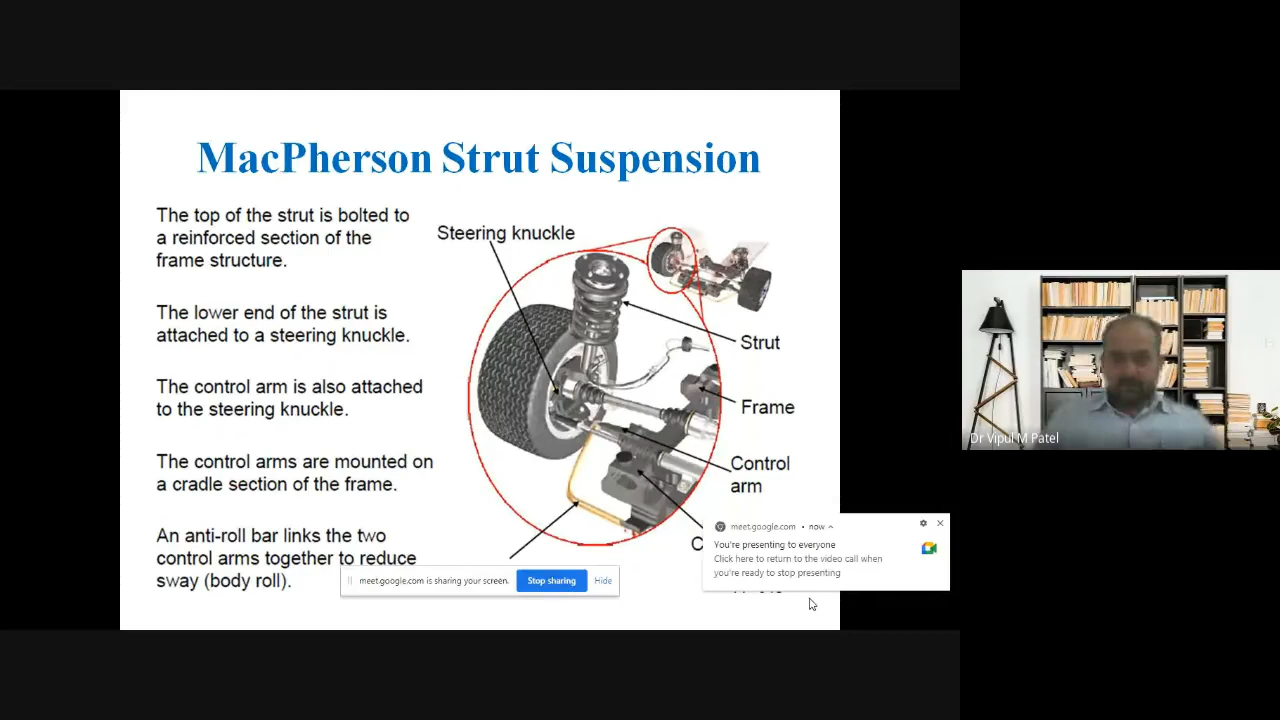 MacPherson Strut Suspension
The top of the strut is bolted to
a reinforced section of the
frame structure.
The lower end of the strut is
attached to a steering knuckle.
The control arm is also attached
to the steering knuckle.
The control arms are mounted on
a cradle section of the frame.
An anti-roll bar links the two
control arms together to reduce
sway (body roll).
Steering knuckle
Strut
Frame
Control
arm
meet.google.com is sharing your screen.
Stop sharing
Hide
meet.google.com • now
You're presenting to everyone
Click here to return to the video call when
you're ready to stop presenting
Dr Vipul M Patel